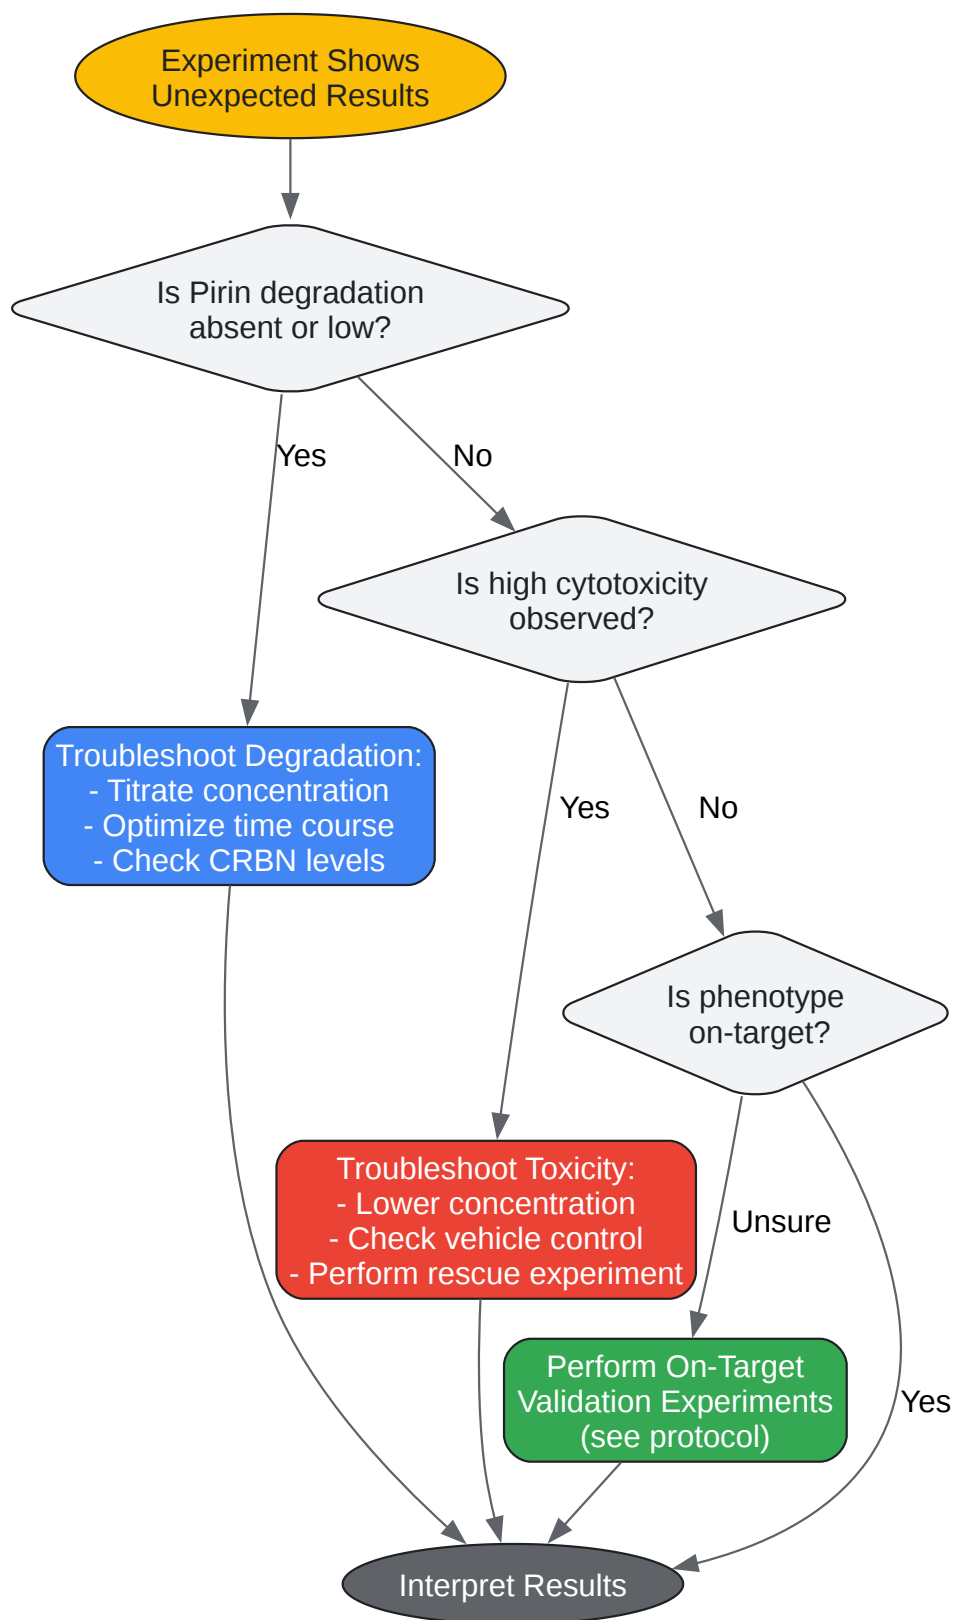 Experiment Shows
Unexpected Results
Is Pirin degradation
absent or low?
Yes
No
Is high cytotoxicity
observed?
Troubleshoot Degradation:
- Titrate concentration
- Optimize time course
- Check CRBN levels
Yes
No
Is phenotype
on-target?
Troubleshoot Toxicity:
- Lower concentration
- Check vehicle control
- Perform rescue experiment
Unsure
Perform On-Target
Validation Experiments
(see protocol)
Yes
Interpret Results